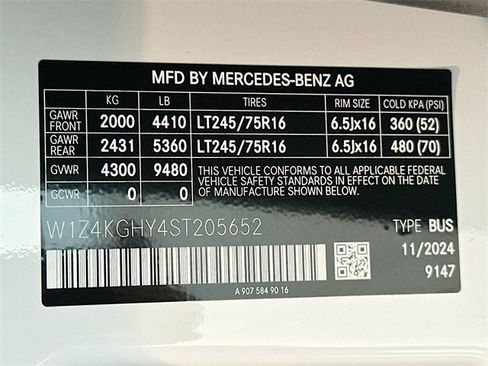 MFD BY MERCEDES-BENZ AG
KG LB TIRES RIM SIZE COLD KPA (PSI)
GAWR FRONT 2000 4410 LT245/75R16 6.5Jx16 360 (52)
GAWR REAR 2431 5360 LT245/75R16 6.5Jx16 480 (70)
GVWR 4300 9480 THIS VEHICLE CONFORMS TO ALL APPLICABLE FEDERAL
VEHICLE SAFETY STANDARDS IN EFFECT ON THE DATE
GCWR 0 0 OF MANUFACTURE SHOWN ABOVE.
W1Z4KGHY4ST205652 TYPE BUS
11/2024
9147
A 907 584 90 16